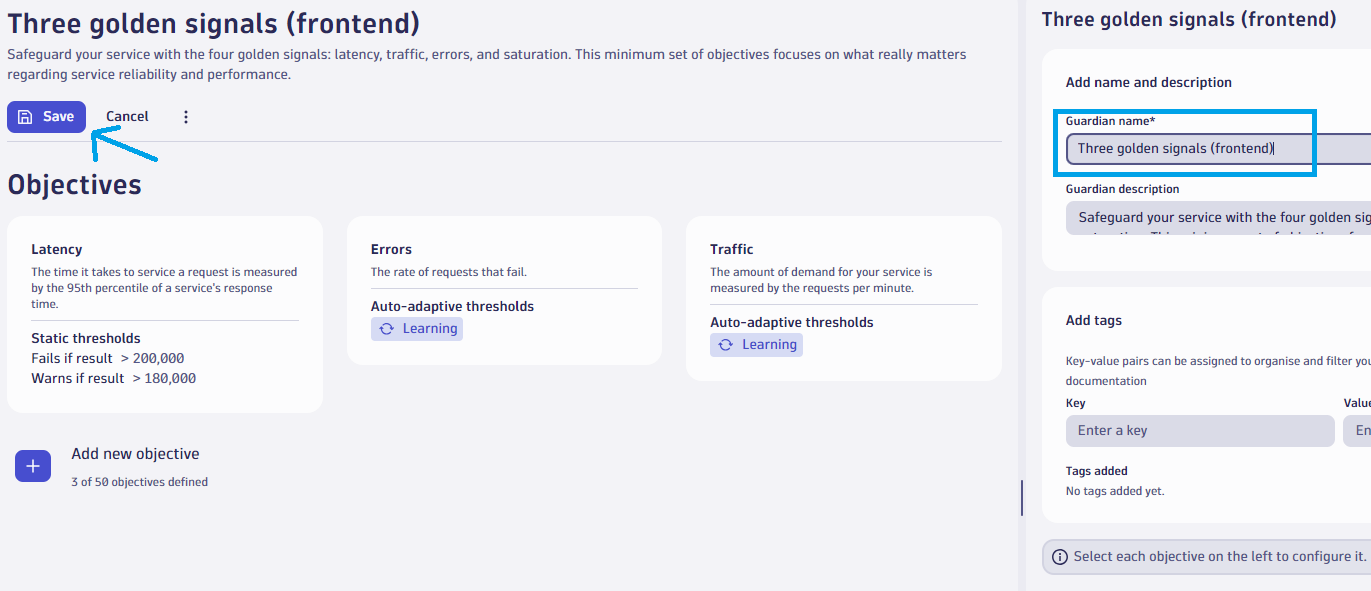 Three golden signals (frontend)
Safeguard your service with the four golden signals: latency, traffic, errors, and saturation. This minimum set of objectives focuses on what really matters
regarding service reliability and performance.
Save
Cancel
Objectives
Latency
The time it takes to service a request is measured
by the 95th percentile of a service's response
time.
Static thresholds
Fails if result > 200,000
Warns if result > 180,000
Errors
The rate of requests that fail.
Auto-adaptive thresholds
Learning
Traffic
The amount of demand for your service is
measured by the requests per minute.
Auto-adaptive thresholds
Learning
Add new objective
3 of 50 objectives defined
Three golden signals (frontend)
Add name and description
Guardian name*
Three golden signals (frontend)
Guardian description
Safeguard your service with the four golden sig
Add tags
Key-value pairs can be assigned to organise and filter you
documentation
Key
Value
Enter a key
En
Tags added
No tags added yet.
Select each objective on the left to configure it.